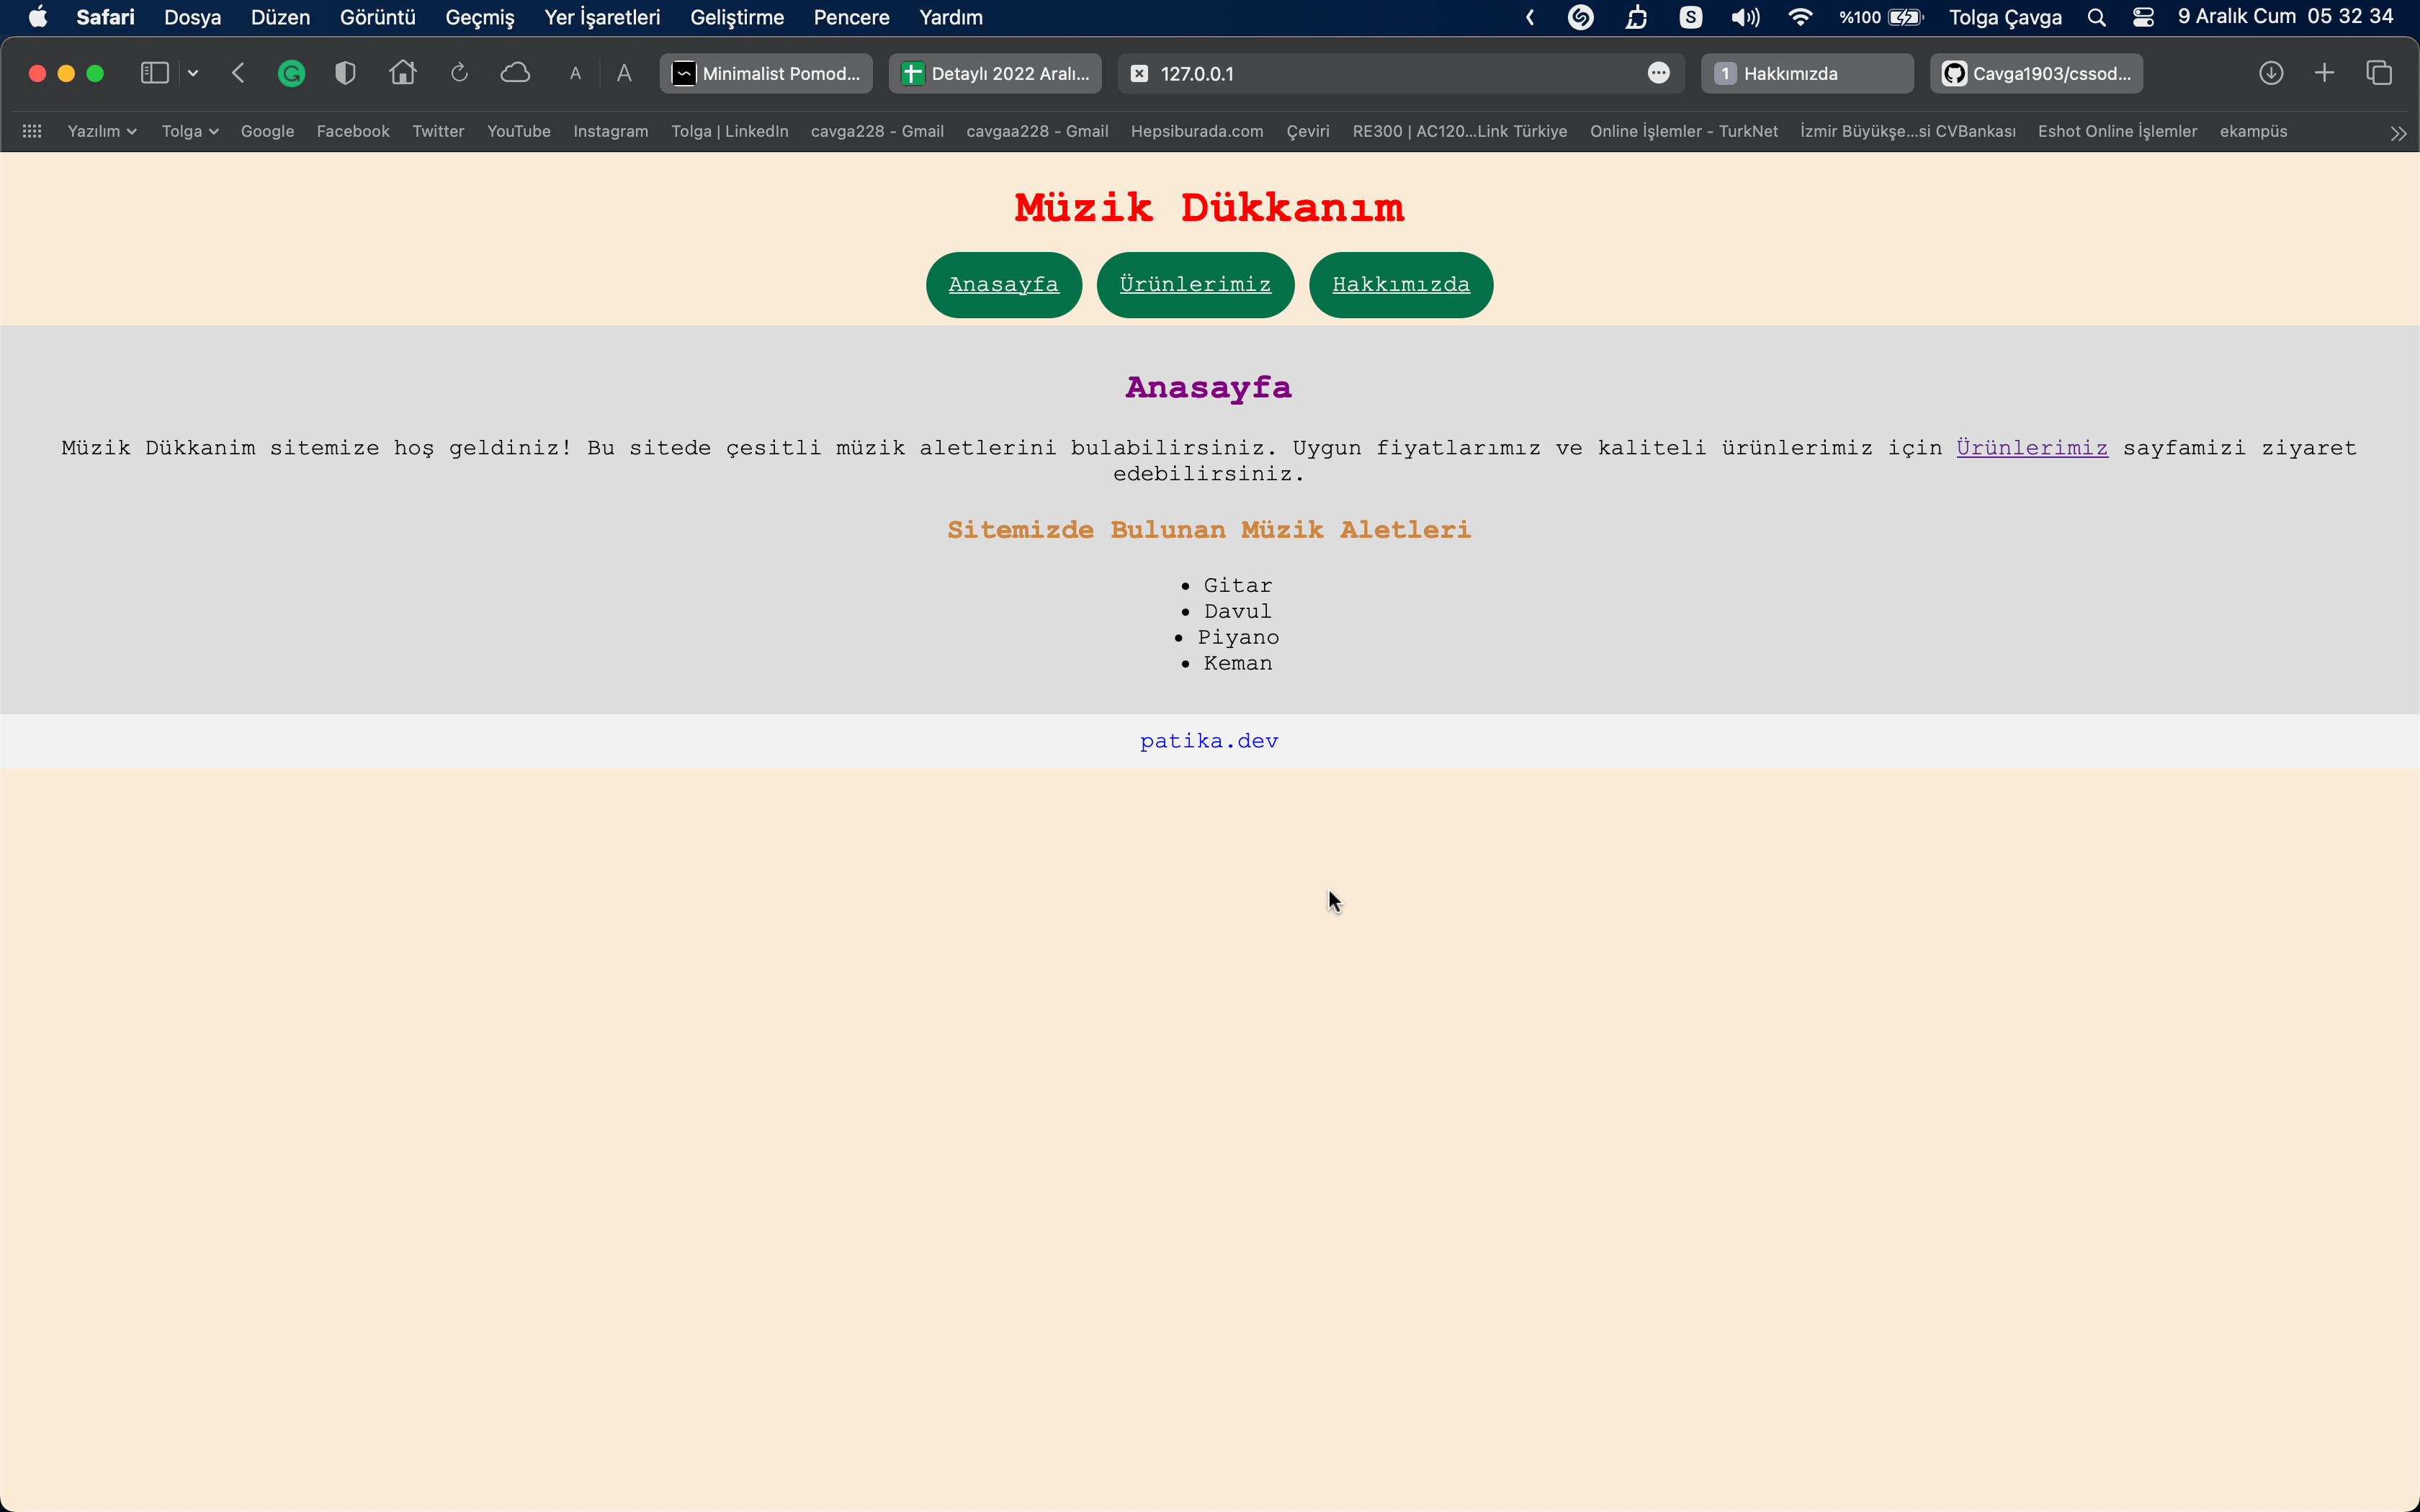 Safari Dosya Düzen Görüntü Geçmiş Yer İşaretleri Geliştirme Pencere Yardım %100 Tolga Çavga 9 Aralık Cum 05 32 34
A A Minimalist Pomod... Detaylı 2022 Aralı... 127.0.0.1 1 Hakkımızda Cavga1903/cssod...
Yazılım Tolga Google Facebook Twitter YouTube Instagram Tolga | LinkedIn cavga228 - Gmail cavgaa228 - Gmail Hepsiburada.com Çeviri RE300 | AC120...Link Türkiye Online İşlemler - TurkNet İzmir Büyükşe...si CVBankası Eshot Online İşlemler ekampüs
Müzik Dükkanım
Anasayfa Ürünlerimiz Hakkımızda
Anasayfa
Müzik Dükkanim sitemize hoş geldiniz! Bu sitede çesitli müzik aletlerini bulabilirsiniz. Uygun fiyatlarımız ve kaliteli ürünlerimiz için Ürünlerimiz sayfamizi ziyaret
edebilirsiniz.
Sitemizde Bulunan Müzik Aletleri
• Gitar
• Davul
• Piyano
• Keman
patika.dev